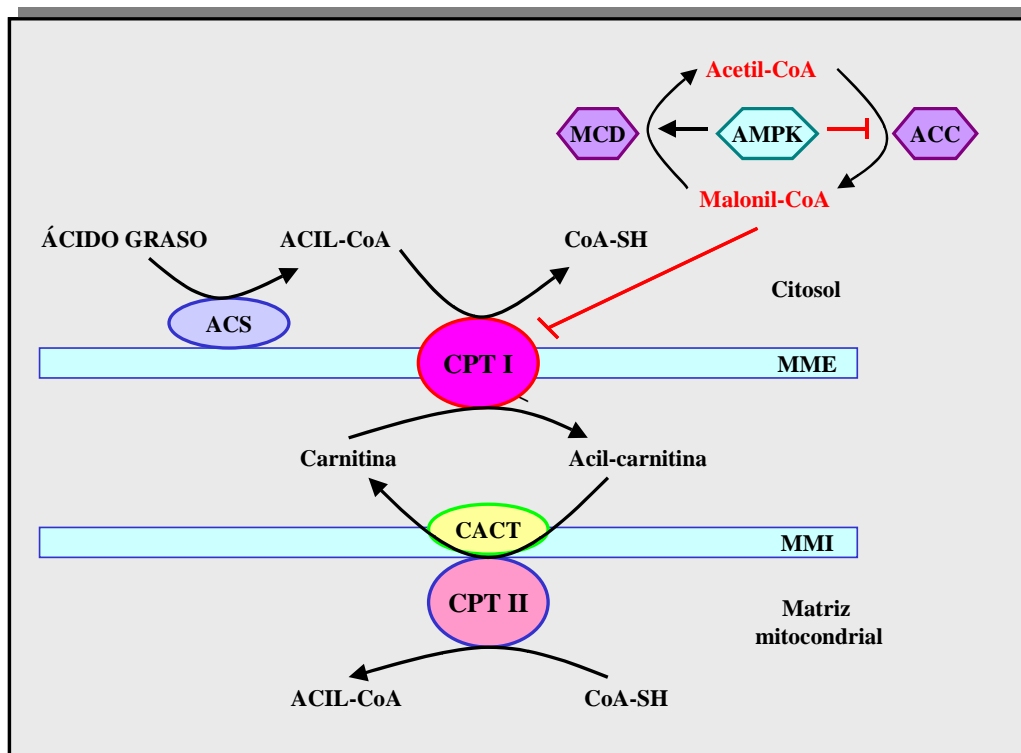 Acetil-CoA
MCD
AMPK
ACC
Malonil-CoA
ÁCIDO GRASO
ACIL-CoA
CoA-SH
Citosol
ACS
CPT I
MME
Carnitina
Acil-carnitina
CACT
MMI
CPT II
Matriz
mitocondrial
ACIL-CoA
CoA-SH